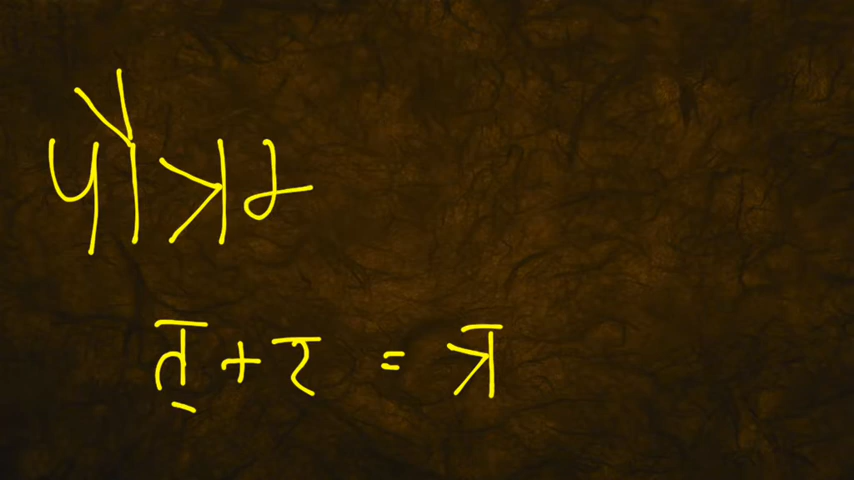 पौत्र
त् + र = त्र